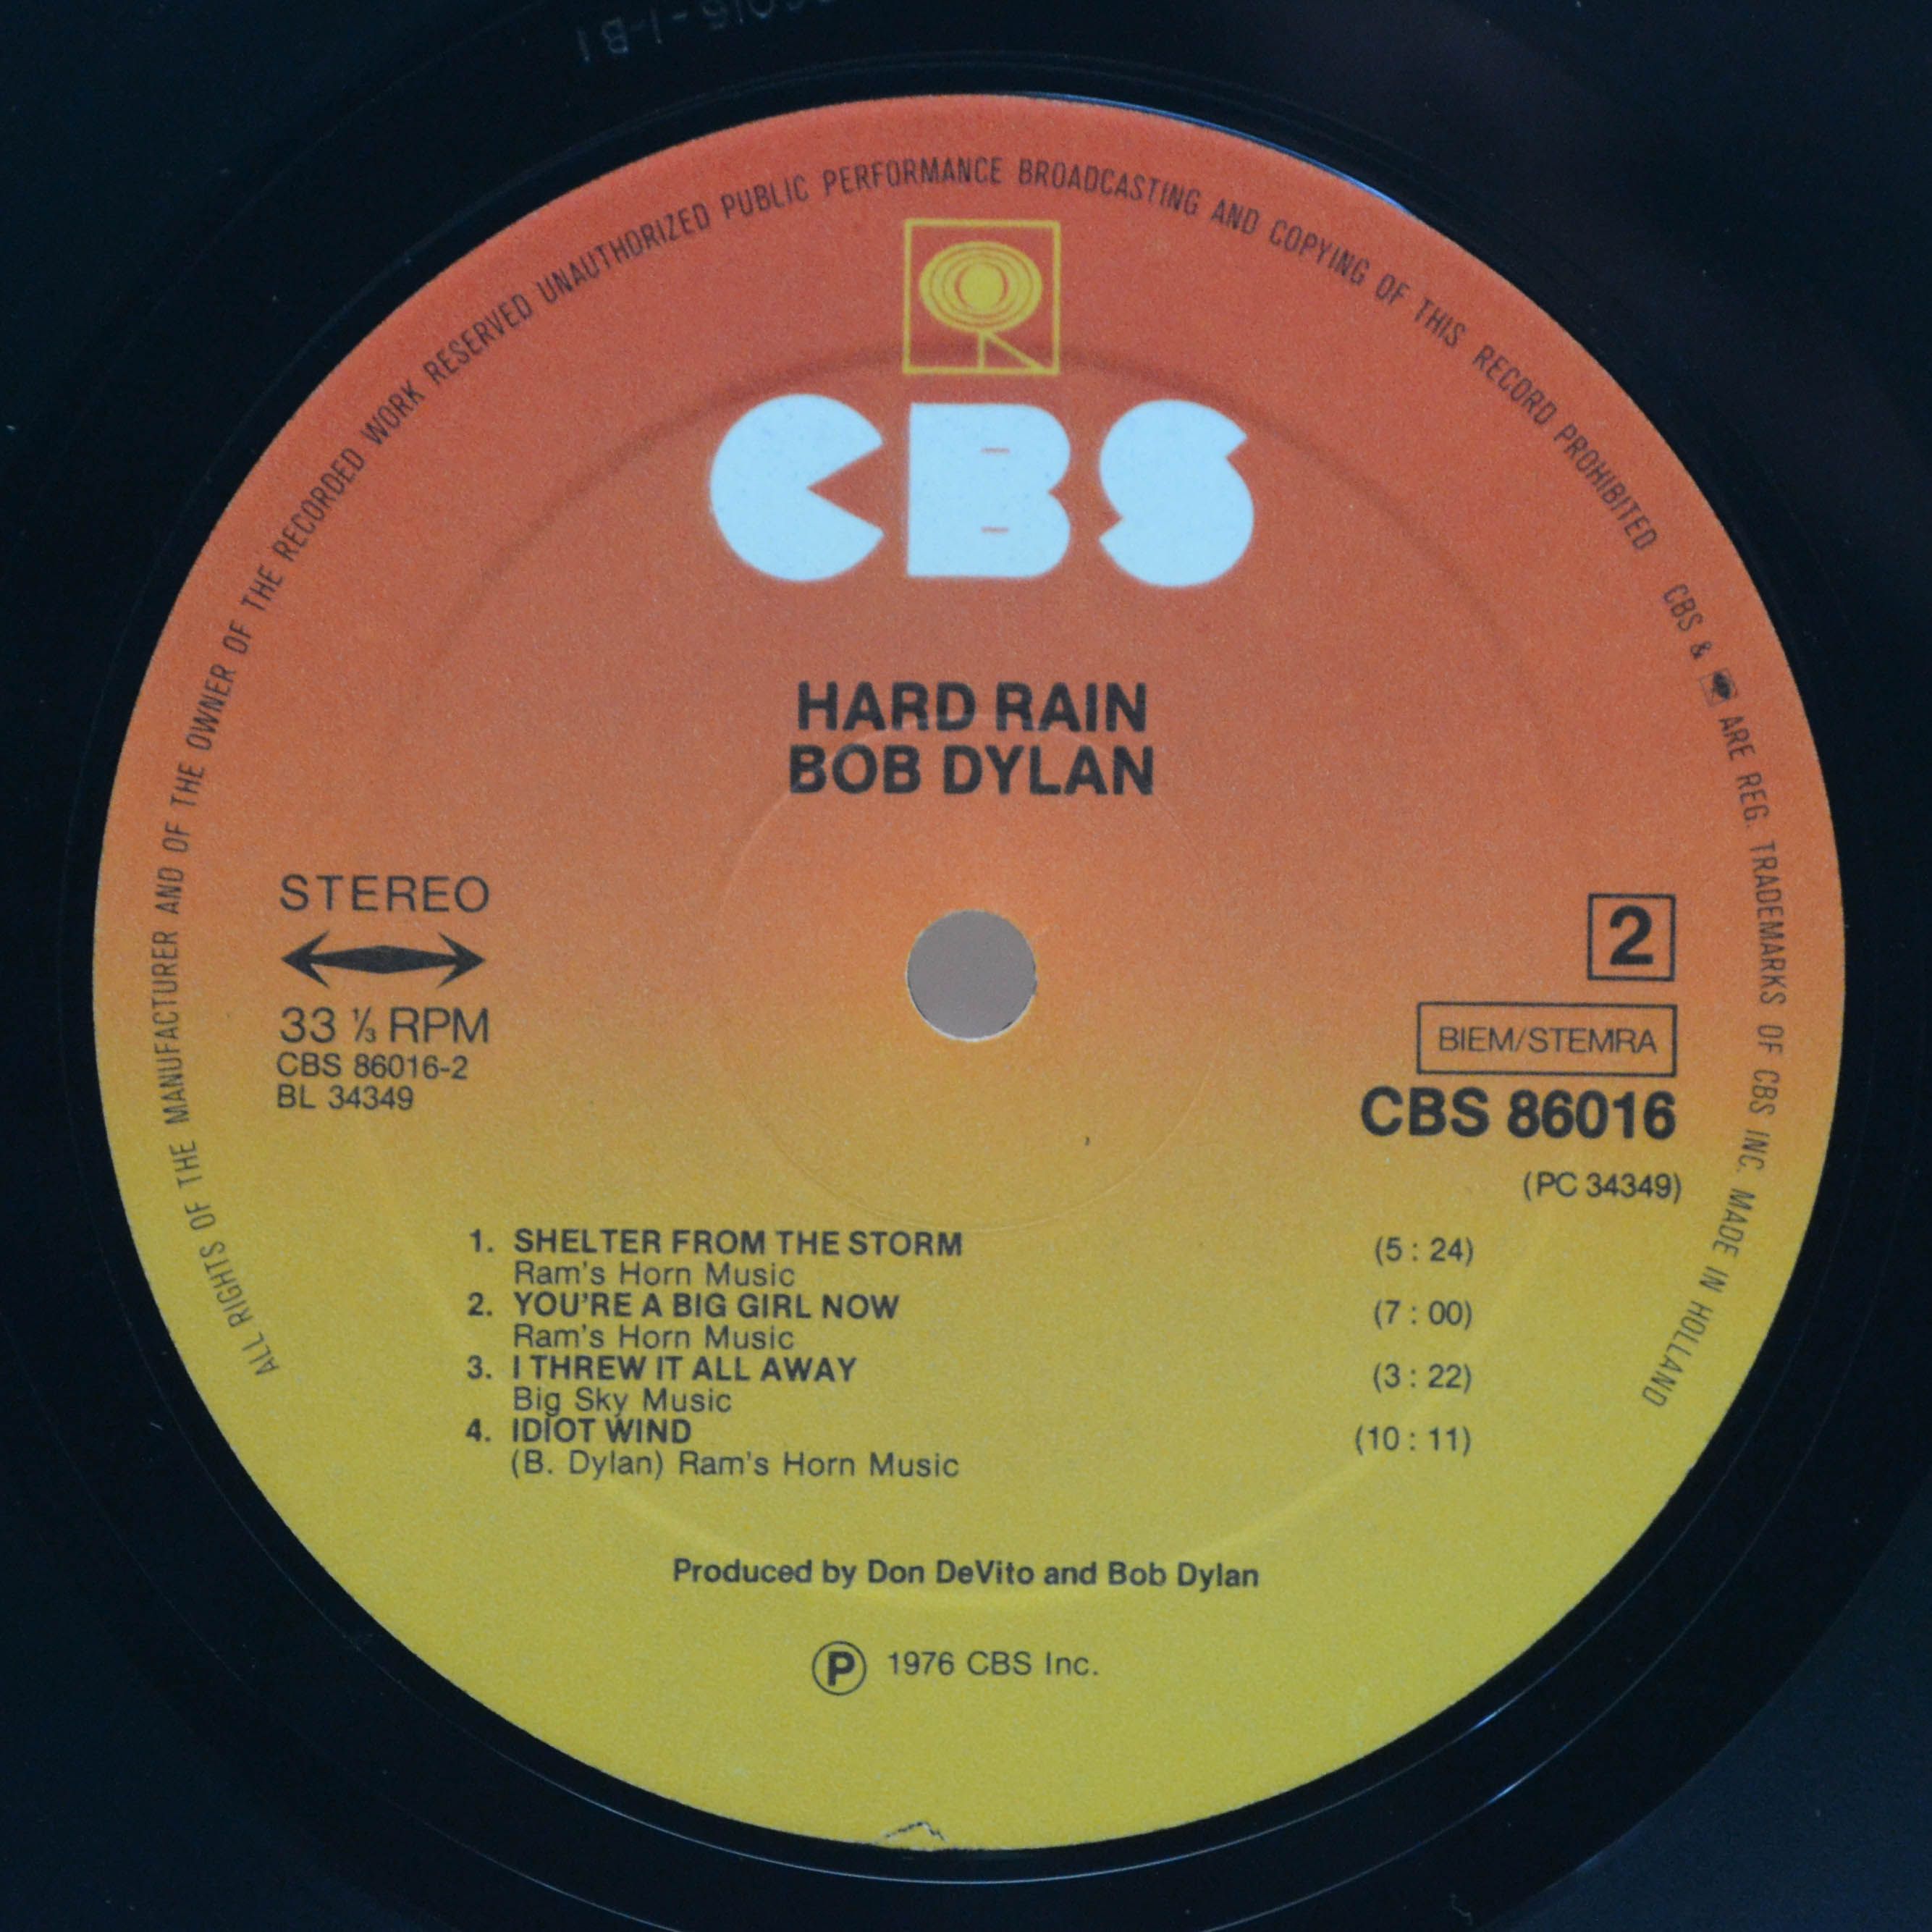 ALL RIGHTS OF THE MANUFACTURER AND OF THE OWNER OF THE RECORDED WORK RESERVED UNAUTHORIZED PUBLIC PERFORMANCE BROADCASTING AND COPYING OF THIS RECORD PROHIBITED CBS & ARE REG. TRADEMARKS OF CBS INC. MADE IN HOLLAND
CBS
HARD RAIN
BOB DYLAN
STEREO
33 ⅓ RPM
CBS 86016-2
BL 34349
2
BIEM/STEMRA
CBS 86016
(PC 34349)
1. SHELTER FROM THE STORM (5 : 24)
Ram's Horn Music
2. YOU'RE A BIG GIRL NOW (7 : 00)
Ram's Horn Music
3. I THREW IT ALL AWAY (3 : 22)
Big Sky Music
4. IDIOT WIND (10 : 11)
(B. Dylan) Ram's Horn Music
Produced by Don DeVito and Bob Dylan
Ⓟ 1976 CBS Inc.